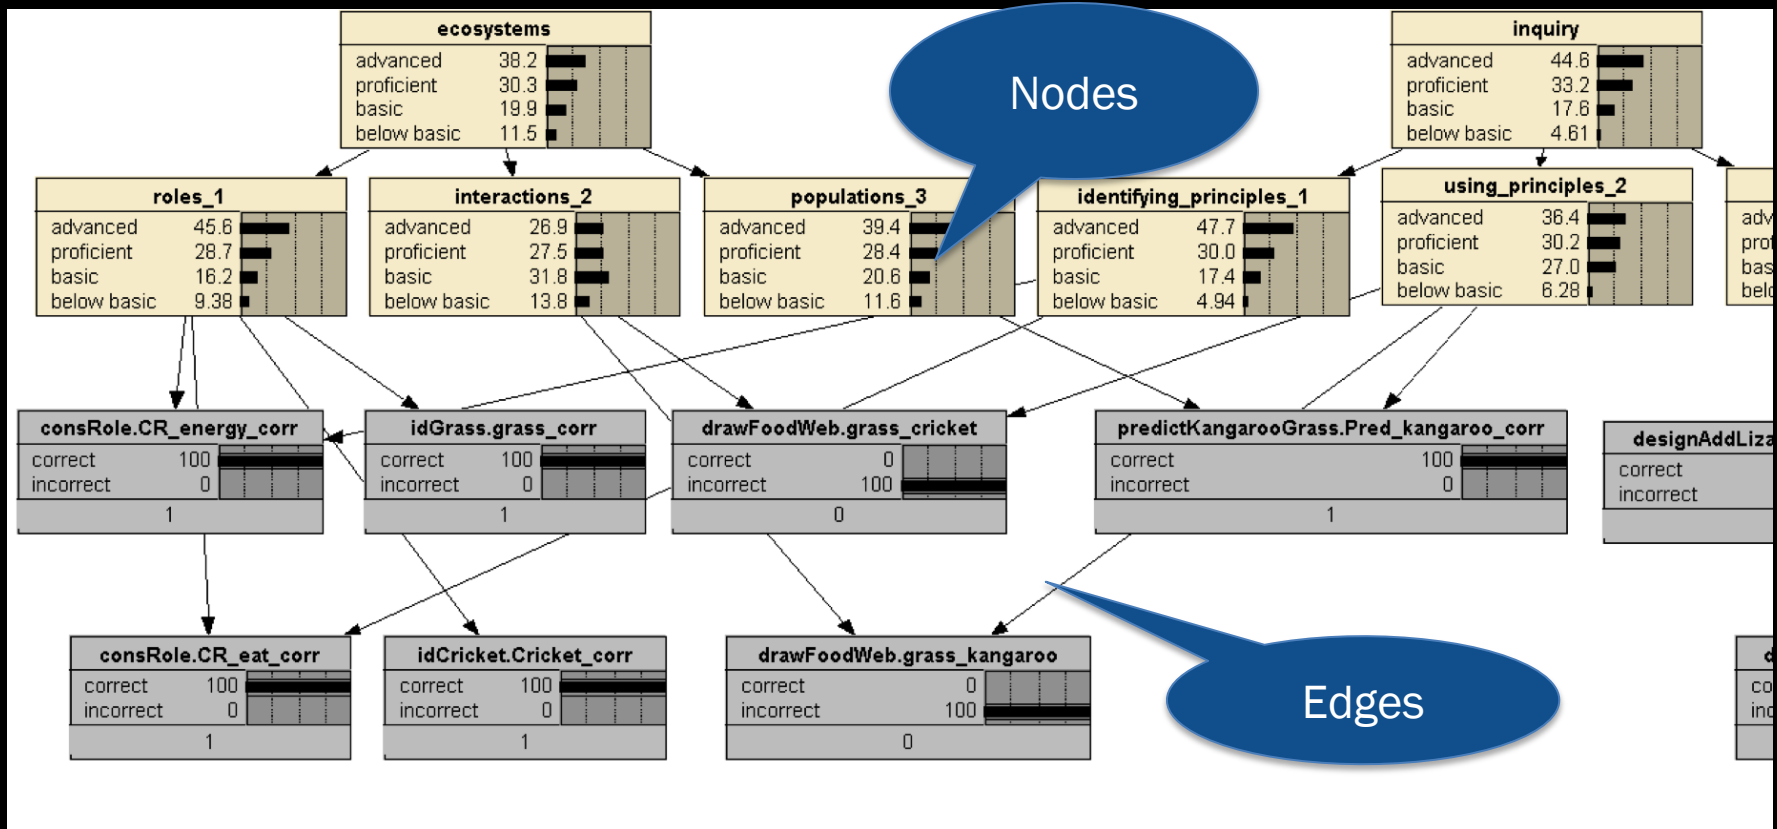 ecosystems
advanced 38.2
proficient 30.3
basic 19.9
below basic 11.5
Nodes
inquiry
advanced 44.6
proficient 33.2
basic 17.6
below basic 4.61
roles_1
advanced 45.6
proficient 28.7
basic 16.2
below basic 9.38
interactions_2
advanced 26.9
proficient 27.5
basic 31.8
below basic 13.8
populations_3
advanced 39.4
proficient 28.4
basic 20.6
below basic 11.6
identifying_principles_1
advanced 47.7
proficient 30.0
basic 17.4
below basic 4.94
using_principles_2
advanced 36.4
proficient 30.2
basic 27.0
below basic 6.28
adv
prof
bas
belo
consRole.CR_energy_corr
correct 100
incorrect 0
1
idGrass.grass_corr
correct 100
incorrect 0
1
drawFoodWeb.grass_cricket
correct 0
incorrect 100
0
predictKangarooGrass.Pred_kangaroo_corr
correct 100
incorrect 0
1
designAddLiza
correct
incorrect
consRole.CR_eat_corr
correct 100
incorrect 0
1
idCricket.Cricket_corr
correct 100
incorrect 0
1
drawFoodWeb.grass_kangaroo
correct 0
incorrect 100
0
Edges
d
co
inc